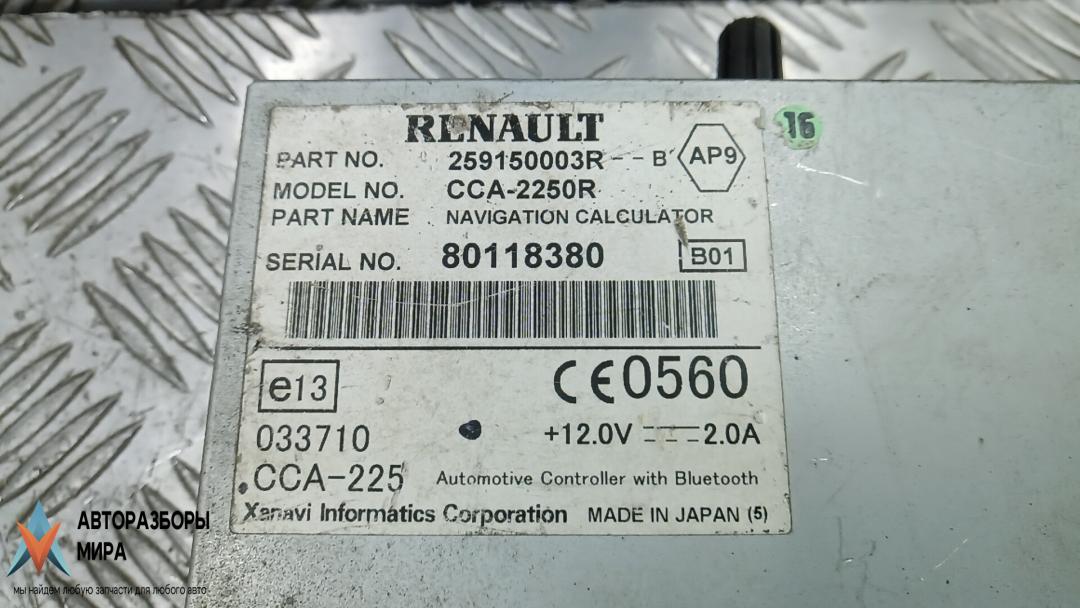 RENAULT
PART NO. 259150003R--B AP9
MODEL NO. CCA-2250R
PART NAME NAVIGATION CALCULATOR
SERIAL NO. 80118380 B01
16
e13 CE0560
033710 +12.0V 2.0A
CCA-225 Automotive Controller with Bluetooth
Xanavi Informatics Corporation MADE IN JAPAN (5)
АВТОРАЗБОРЫ
МИРА
мы найдем любую запчасти для любого авто